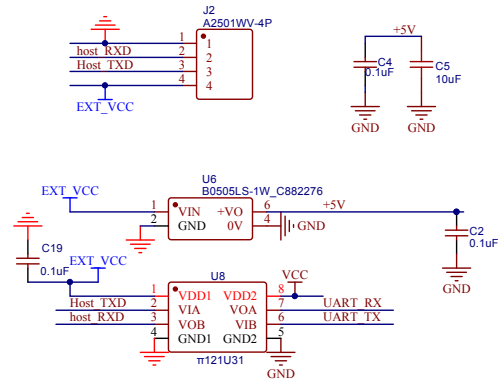 J2
A2501WV-4P
1 1
host_RXD 2 2
Host_TXD 3 3
4 4
EXT_VCC
+5V
C4
0.1uF
C5
10uF
GND GND
U6
B0505LS-1W_C882276
EXT_VCC 1 VIN +VO 6 +5V
2 GND 0V 4 GND
C2
0.1uF
GND
C19
0.1uF
EXT_VCC
U8
VCC
1 VDD1 VDD2 8
Host_TXD 2 VIA VOA 7 UART_RX
host_RXD 3 VOB VIB 6 UART_TX
4 GND1 GND2 5
π121U31
GND